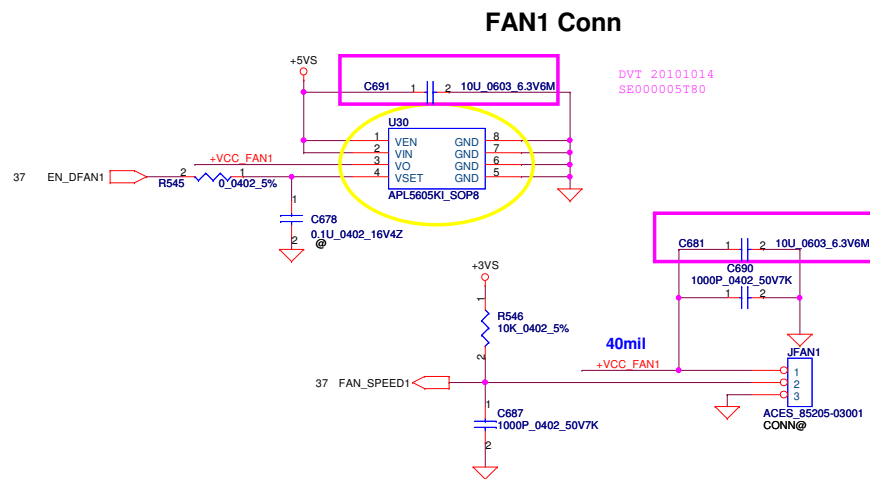 FAN1 Conn
+5VS
C691 1 2 10U_0603_6.3V6M
DVT 20101014
SE000005T80
U30
1 VEN GND 8
2 VIN GND 7
+VCC_FAN1 3 VO GND 6
4 VSET GND 5
APL5605KI_SOP8
37 EN_DFAN1
2 1
R545 0_0402_5%
1
C678
0.1U_0402_16V4Z
2 @
C681 1 2 10U_0603_6.3V6M
C690
1000P_0402_50V7K
1 2
+3VS
1
R546
10K_0402_5%
2
40mil
+VCC_FAN1
JFAN1
1
2
3
ACES_85205-03001
CONN@
37 FAN_SPEED1
1
C687
1000P_0402_50V7K
2